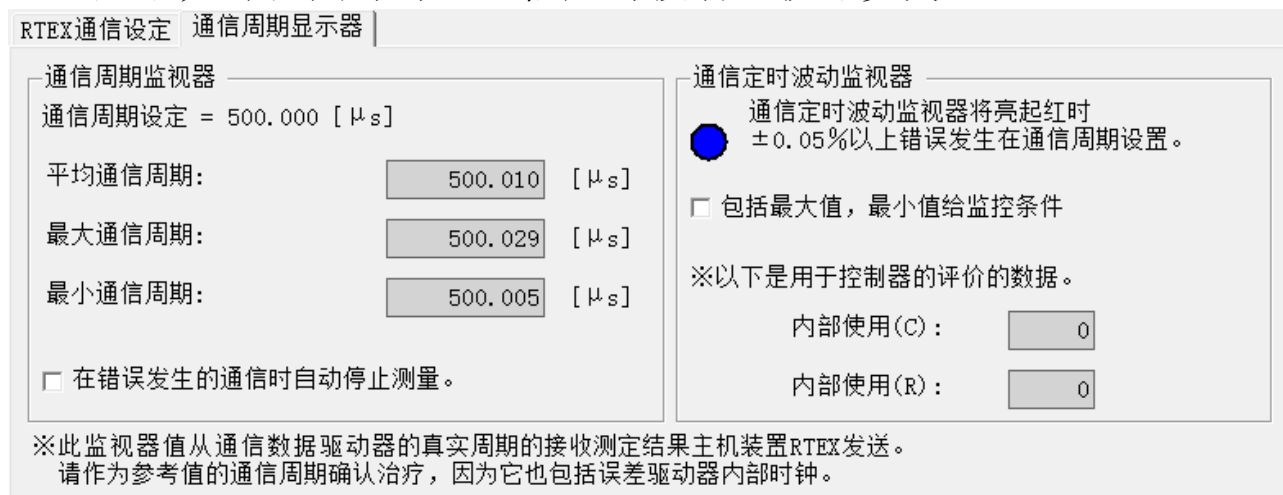 RTEX通信设定 通信周期显示器
通信周期监视器
通信周期设定 = 500.000 [μs]
平均通信周期: 500.010 [μs]
最大通信周期: 500.029 [μs]
最小通信周期: 500.005 [μs]
在错误发生的通信时自动停止测量。
通信定时波动监视器
通信定时波动监视器将亮起红时
±0.05%以上错误发生在通信周期设置。
包括最大值，最小值给监控条件
※以下是用于控制器的评价的数据。
内部使用(C): 0
内部使用(R): 0
※此监视器值从通信数据驱动器的真实周期的接收测定结果主机装置RTEX发送。
请作为参考值的通信周期确认治疗，因为它也包括误差驱动器内部时钟。